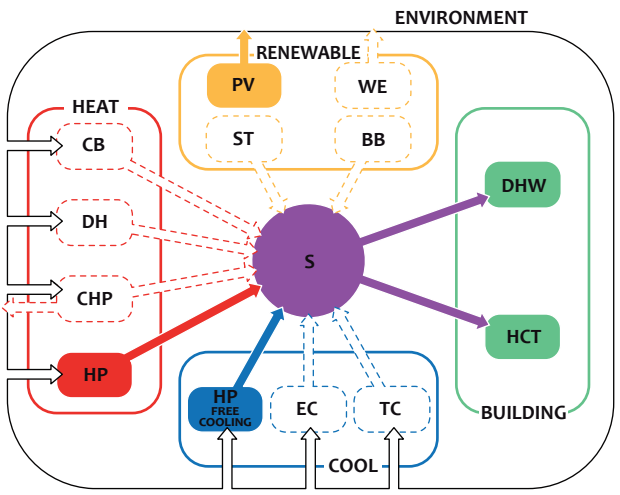 ENVIRONMENT
RENEWABLE
PV
WE
ST
BB
HEAT
CB
DH
CHP
HP
S
DHW
HCT
BUILDING
HP
FREE
COOLING
EC
TC
COOL